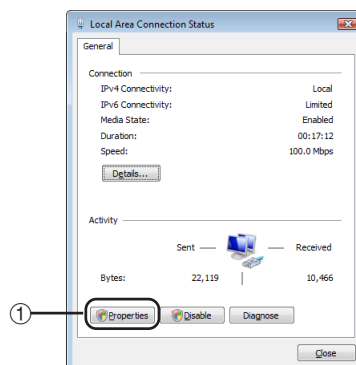 Local Area Connection Status
General
Connection
IPv4 Connectivity: Local
IPv6 Connectivity: Limited
Media State: Enabled
Duration: 00:17:12
Speed: 100.0 Mbps
Details...
Activity
Sent Received
Bytes: 22,119 10,466
① Properties Disable Diagnose
Close